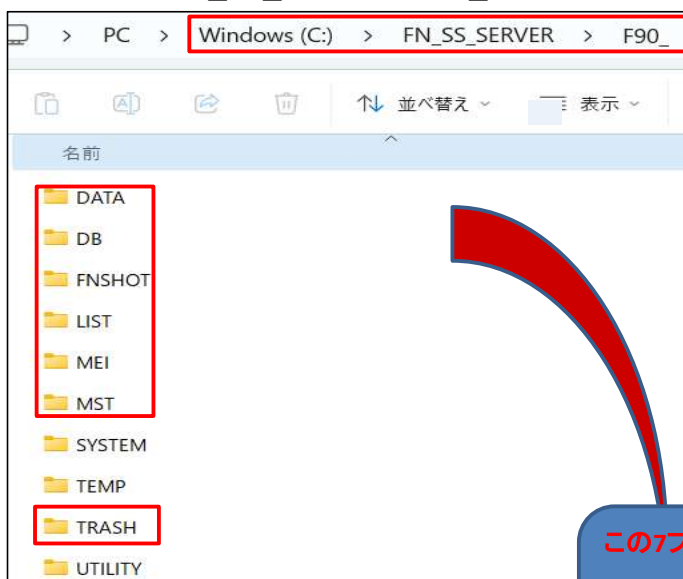 > PC > Windows (C:) > FN_SS_SERVER > F90_
並べ替え 表示
名前
DATA
DB
FNSHOT
LIST
MEI
MST
SYSTEM
TEMP
TRASH
UTILITY
この7フ